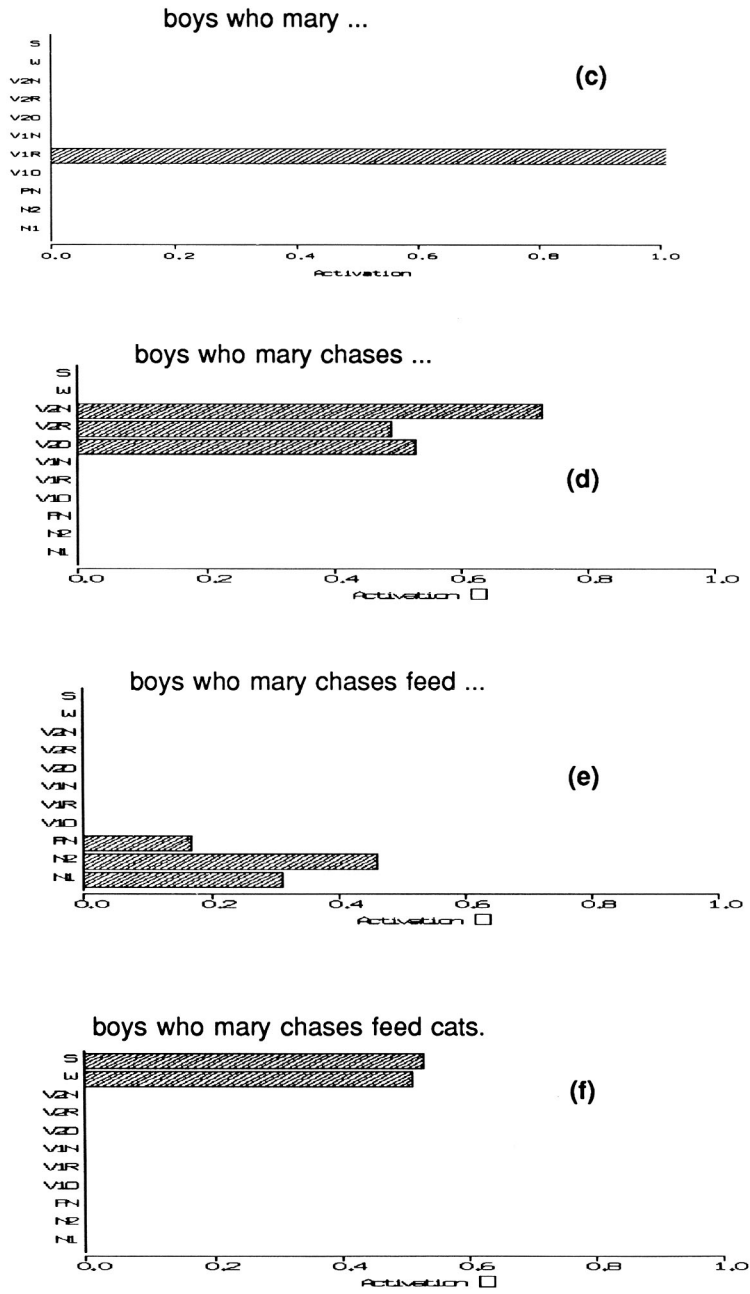 boys who mary ...
(c)
S
W
V2N
V2R
V2O
V1N
V1R
V1O
PN
N2
N1
0.0 0.2 0.4 0.6 0.8 1.0
Activation
boys who mary chases ...
(d)
S
W
V2N
V2R
V2O
V1N
V1R
V1O
PN
N2
N1
0.0 0.2 0.4 0.6 0.8 1.0
Activation
boys who mary chases feed ...
(e)
S
W
V2N
V2R
V2O
V1N
V1R
V1O
PN
N2
N1
0.0 0.2 0.4 0.6 0.8 1.0
Activation
boys who mary chases feed cats.
(f)
S
W
V2N
V2R
V2O
V1N
V1R
V1O
PN
N2
N1
0.0 0.2 0.4 0.6 0.8 1.0
Activation